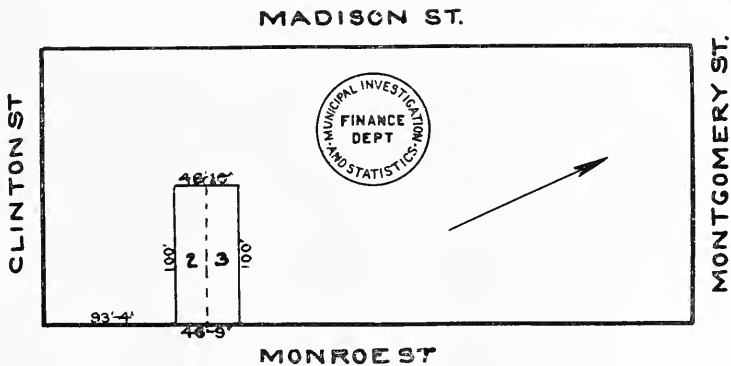 MADISON ST.
CLINTON ST
MONTGOMERY ST.
MUNICIPAL INVESTIGATION
FINANCE
DEPT
AND STATISTICS
46'-10"
100'
2
3
100'
93'-4"
46'-9"
MONROE ST